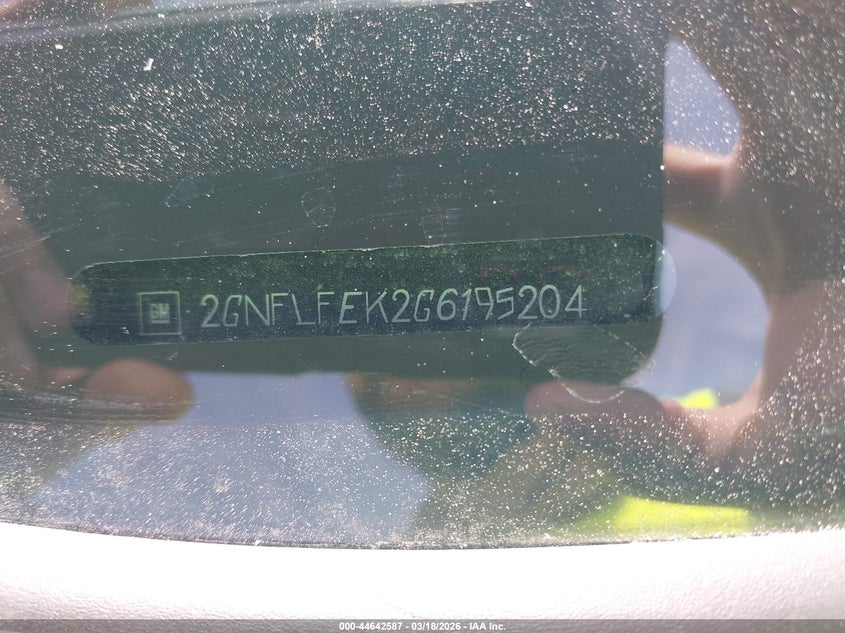 GM 2GNFLFEK2G6195204
000-44642587 - 03/18/2026 - IAA Inc.